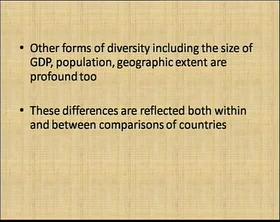 • Other forms of diversity including the size of
GDP, population, geographic extent are
profound too
• These differences are reflected both within
and between comparisons of countries